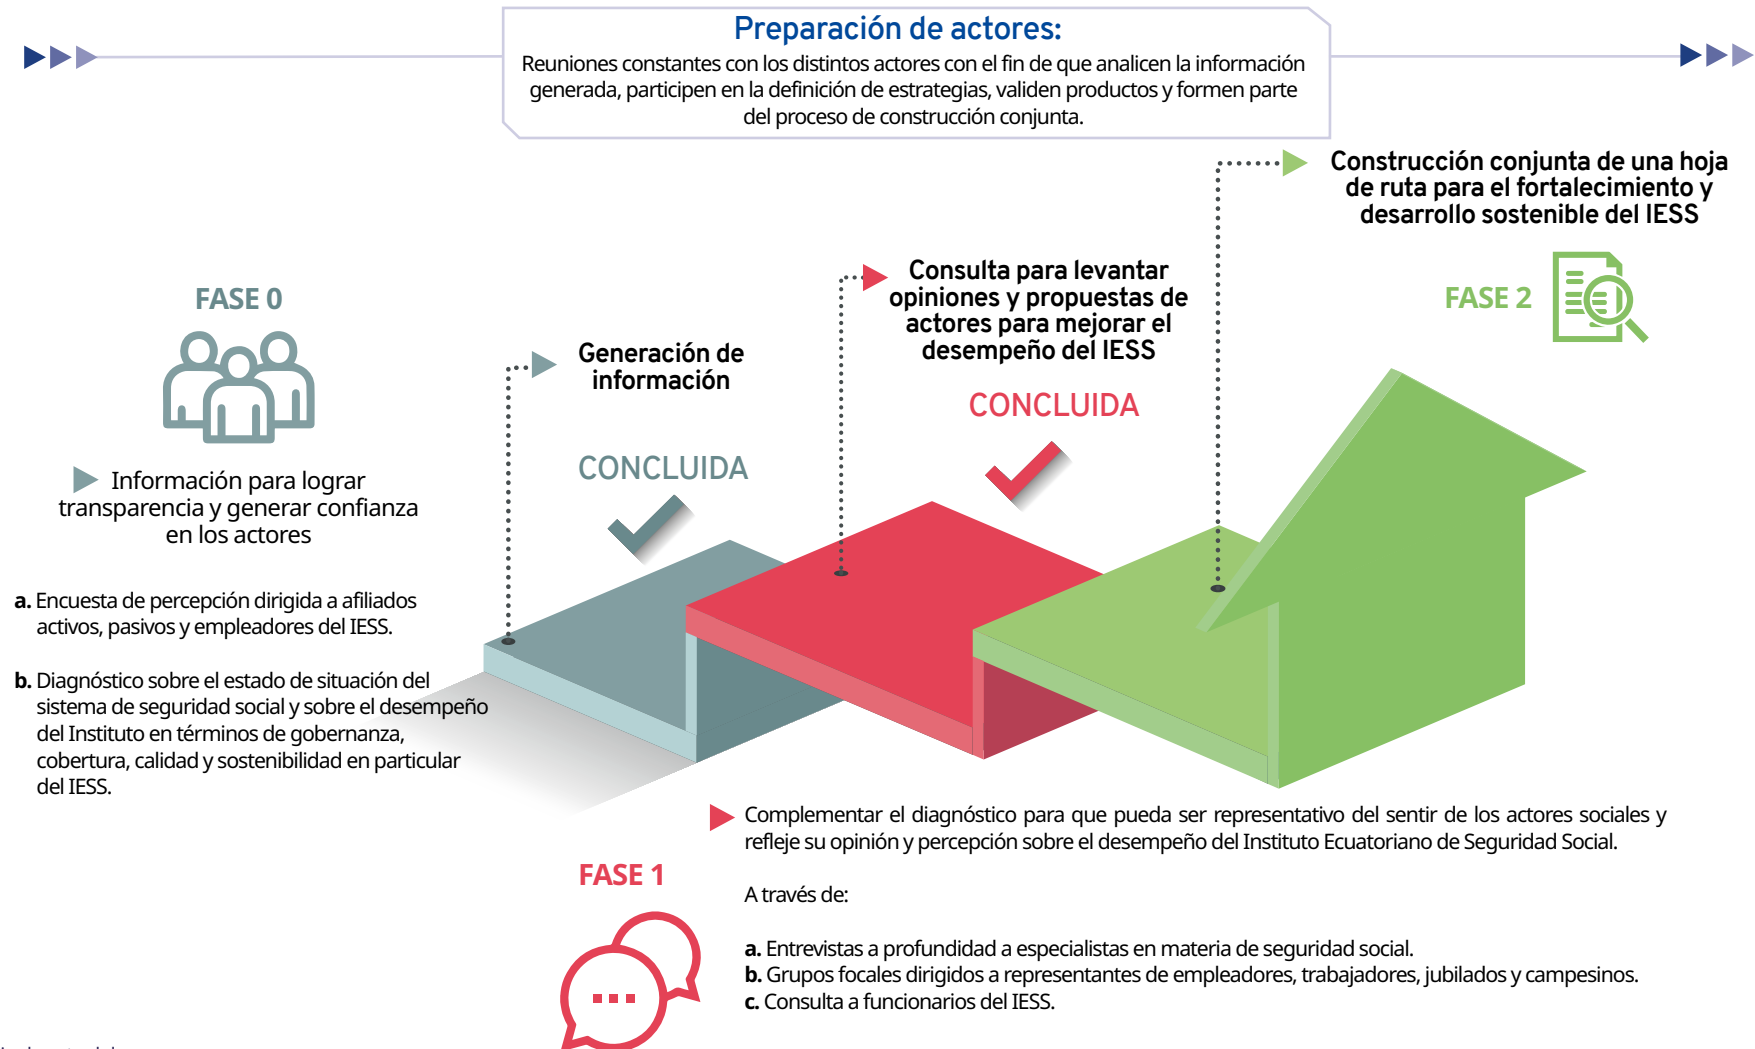 Preparación de actores:
Reuniones constantes con los distintos actores con el fin de que analicen la información
generada, participen en la definición de estrategias, validen productos y formen parte
del proceso de construcción conjunta.
FASE 0
Información para lograr
transparencia y generar confianza
en los actores
a. Encuesta de percepción dirigida a afiliados
activos, pasivos y empleadores del IESS.
b. Diagnóstico sobre el estado de situación del
sistema de seguridad social y sobre el desempeño
del Instituto en términos de gobernanza,
cobertura, calidad y sostenibilidad en particular
del IESS.
Generación de
información
CONCLUIDA
Consulta para levantar
opiniones y propuestas de
actores para mejorar el
desempeño del IESS
CONCLUIDA
Construcción conjunta de una hoja
de ruta para el fortalecimiento y
desarrollo sostenible del IESS
FASE 2
FASE 1
Complementar el diagnóstico para que pueda ser representativo del sentir de los actores sociales y
refleje su opinión y percepción sobre el desempeño del Instituto Ecuatoriano de Seguridad Social.
A través de:
a. Entrevistas a profundidad a especialistas en materia de seguridad social.
b. Grupos focales dirigidos a representantes de empleadores, trabajadores, jubilados y campesinos.
c. Consulta a funcionarios del IESS.